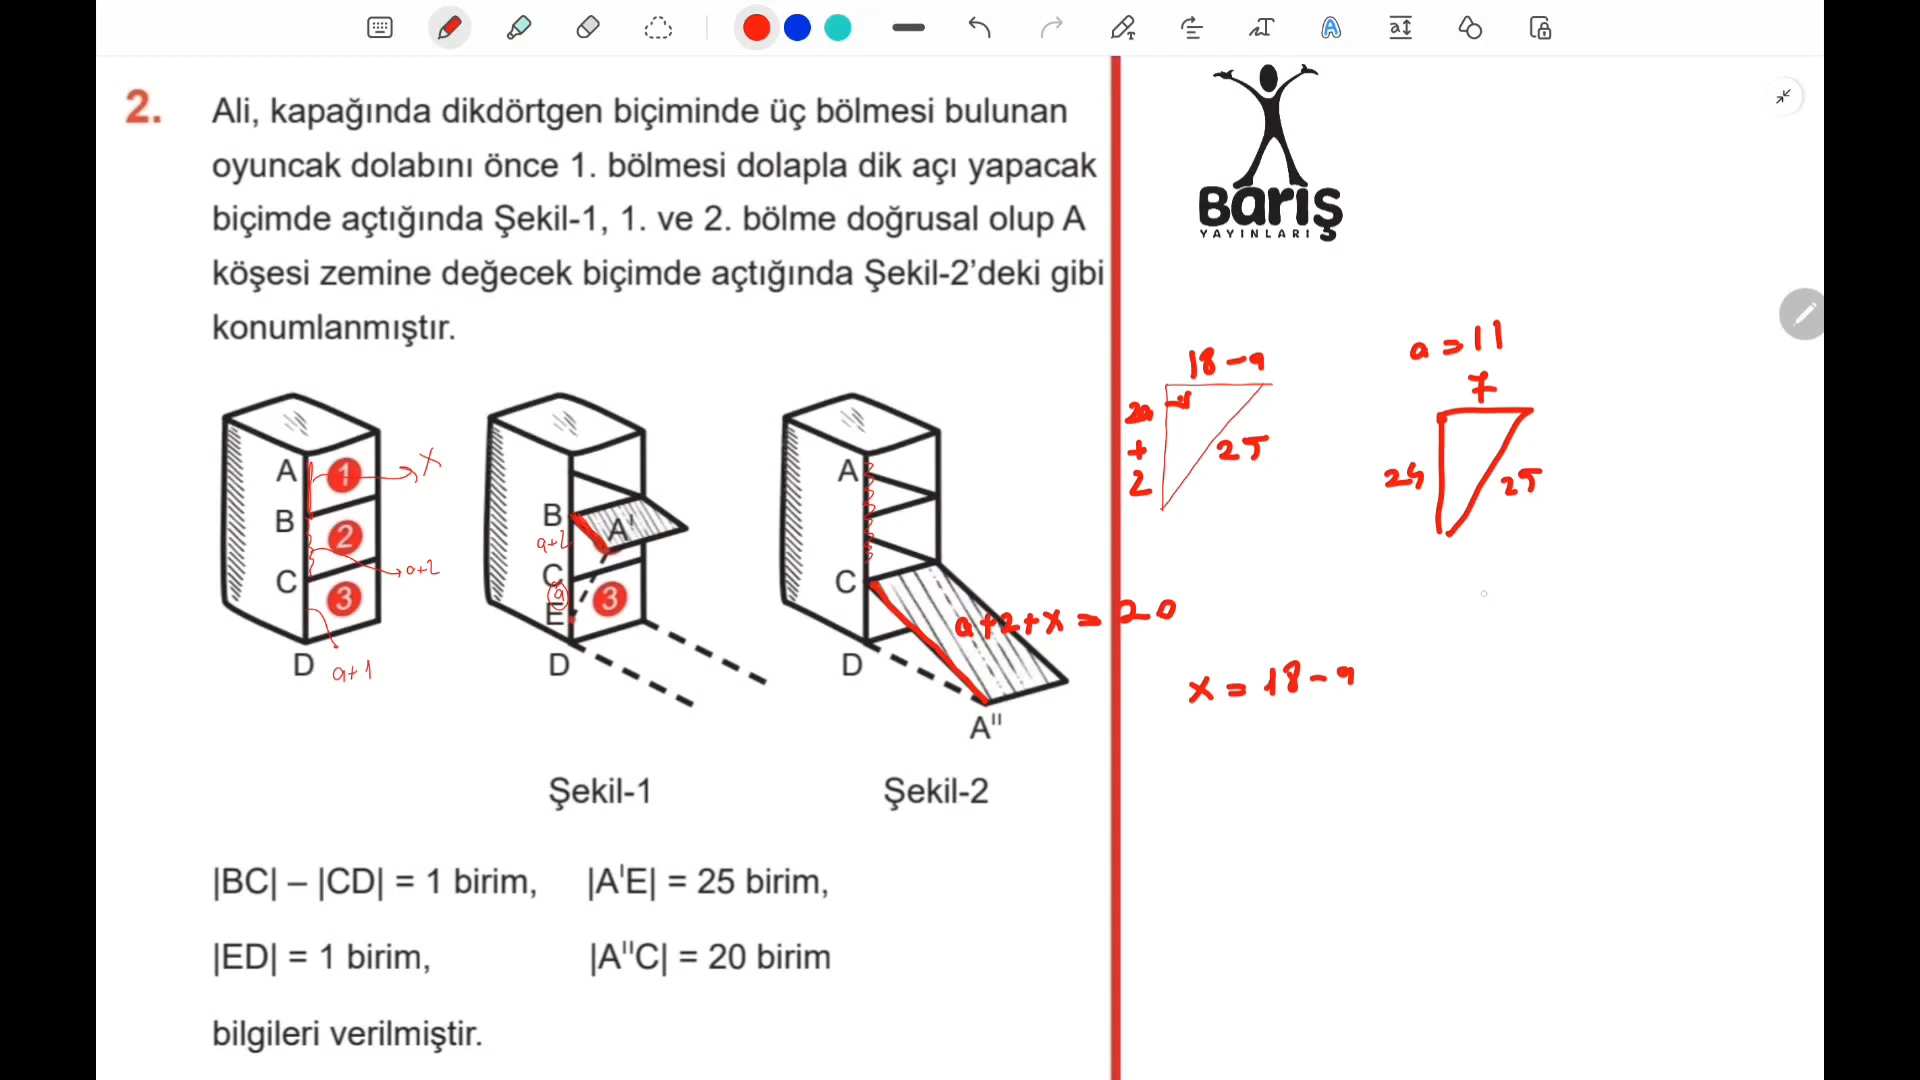 2. Ali, kapağında dikdörtgen biçiminde üç bölmesi bulunan
oyuncak dolabını önce 1. bölmesi dolapla dik açı yapacak
biçimde açtığında Şekil-1, 1. ve 2. bölme doğrusal olup A
köşesi zemine değecek biçimde açtığında Şekil-2’deki gibi
konumlanmıştır.
A 1 x
B 2 a+2
C 3
D a+1
B A' a+2
C a
E 3
D
Şekil-1
A
C
D
A''
Şekil-2
|BC| – |CD| = 1 birim, |A'E| = 25 birim,
|ED| = 1 birim, |A''C| = 20 birim
bilgileri verilmiştir.
Barış
YAYINLARI
18-a
2a
+
2
25
a = 11
7
24
25
a+2+x = 20
x = 18-a